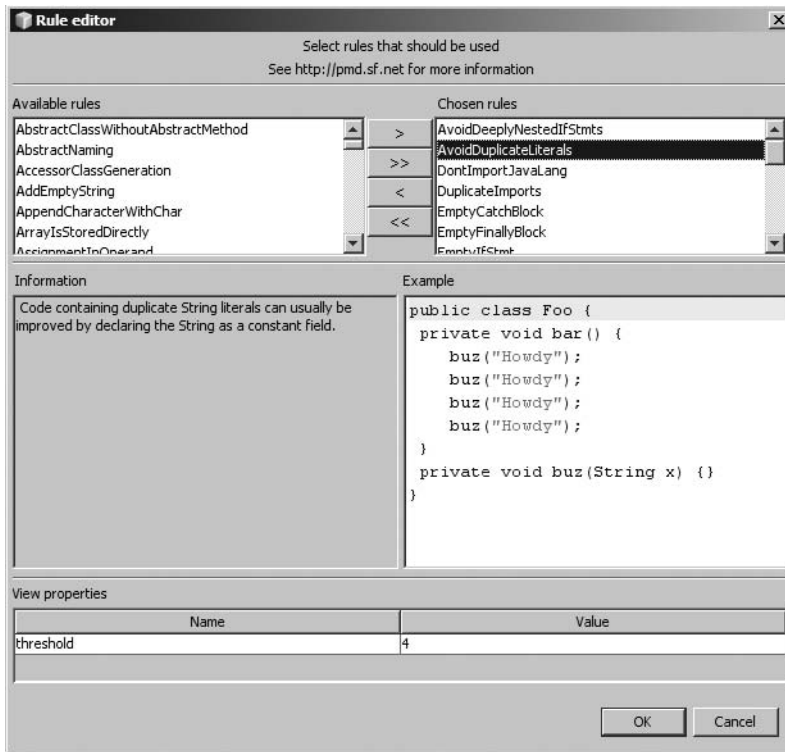 Rule editor
Select rules that should be used
See http://pmd.sf.net for more information
Available rules
AbstractClassWithoutAbstractMethod
AbstractNaming
AccessorClassGeneration
AddEmptyString
AppendCharacterWithChar
ArrayIsStoredDirectly
AssignmentInOperand
>
>>
<
<<
Chosen rules
AvoidDeeplyNestedIfStmts
AvoidDuplicateLiterals
DontImportJavaLang
DuplicateImports
EmptyCatchBlock
EmptyFinallyBlock
EmptyIfStmt
Information
Code containing duplicate String literals can usually be
improved by declaring the String as a constant field.
Example
public class Foo {
private void bar() {
buz("Howdy");
buz("Howdy");
buz("Howdy");
buz("Howdy");
}
private void buz(String x) {}
}
View properties
Name Value
threshold 4
OK Cancel